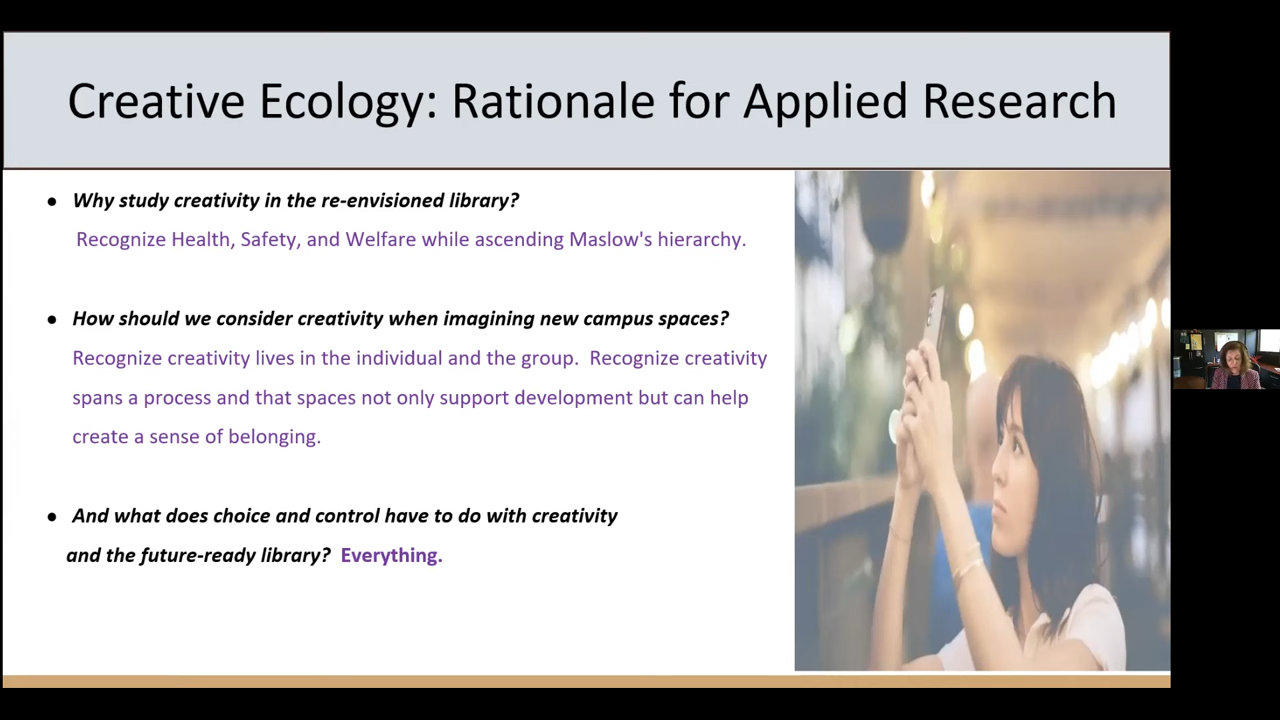 Creative Ecology: Rationale for Applied Research
● Why study creativity in the re-envisioned library?
Recognize Health, Safety, and Welfare while ascending Maslow's hierarchy.
● How should we consider creativity when imagining new campus spaces?
Recognize creativity lives in the individual and the group.  Recognize creativity
spans a process and that spaces not only support development but can help
create a sense of belonging.
● And what does choice and control have to do with creativity
and the future-ready library?  Everything.